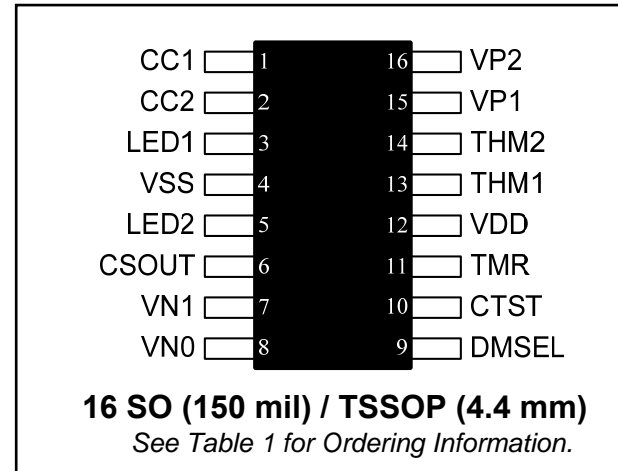 CC1 1 16 VP2
CC2 2 15 VP1
LED1 3 14 THM2
VSS 4 13 THM1
LED2 5 12 VDD
CSOUT 6 11 TMR
VN1 7 10 CTST
VN0 8 9 DMSEL
16 SO (150 mil) / TSSOP (4.4 mm)
See Table 1 for Ordering Information.